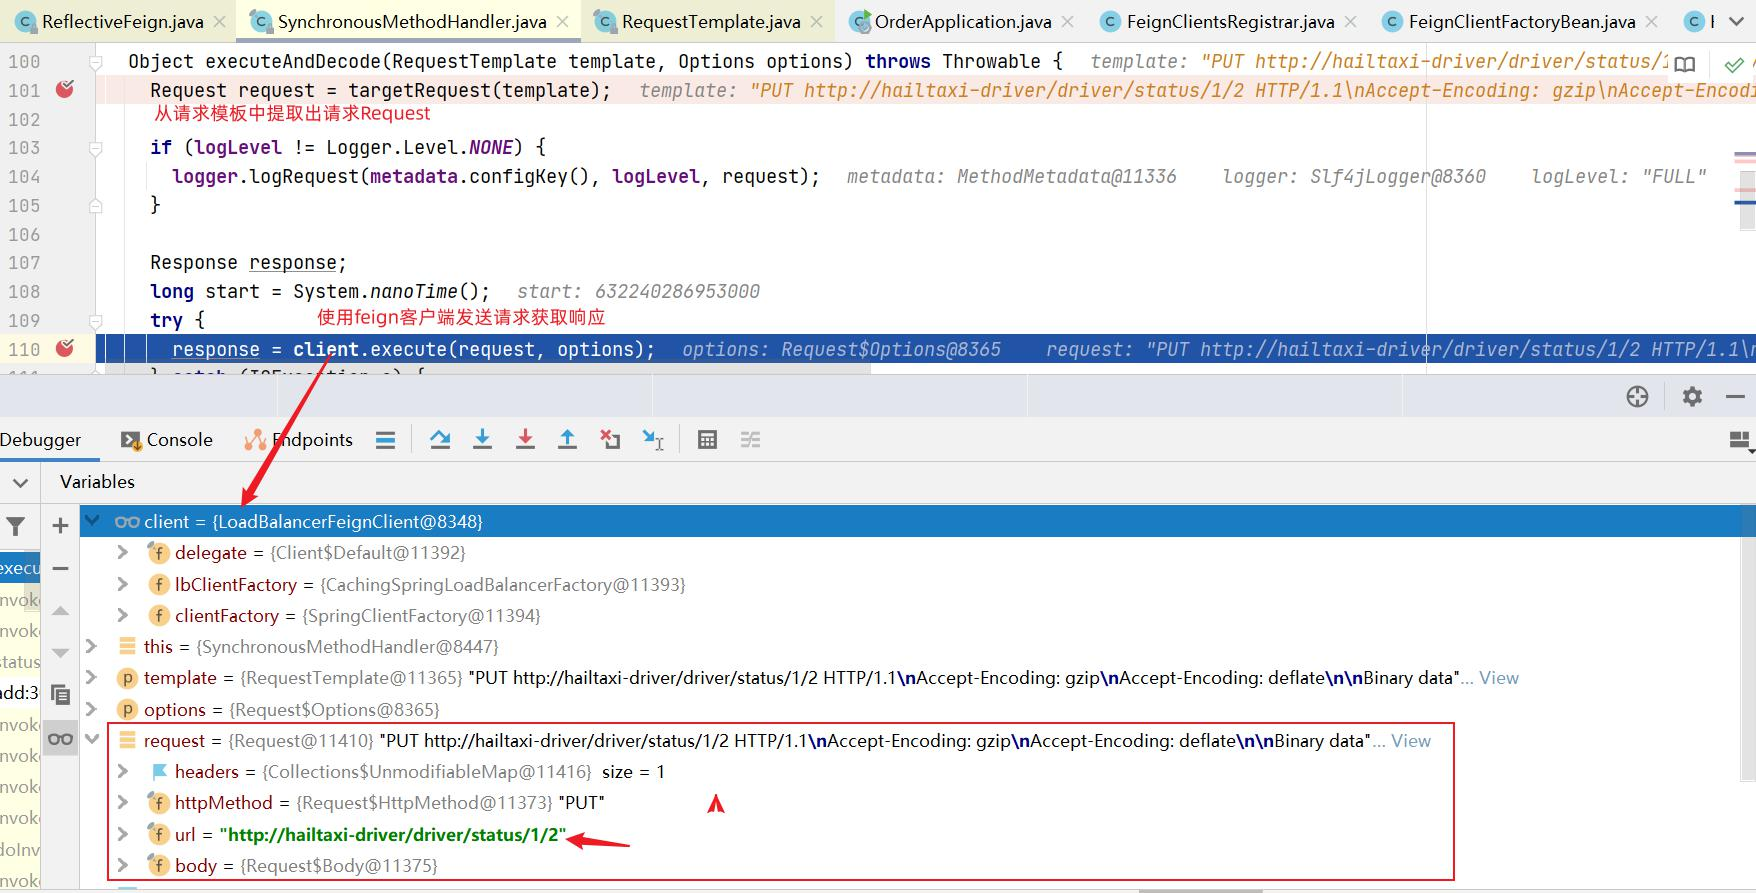 ReflectiveFeign.java SynchronousMethodHandler.java RequestTemplate.java OrderApplication.java FeignClientsRegistrar.java FeignClientFactoryBean.java
100 Object executeAndDecode(RequestTemplate template, Options options) throws Throwable { template: "PUT http://hailtaxi-driver/driver/status/1
101 Request request = targetRequest(template); template: "PUT http://hailtaxi-driver/driver/status/1/2 HTTP/1.1\nAccept-Encoding: gzip\nAccept-Encodi
102 从请求模板中提取出请求Request
103 if (logLevel != Logger.Level.NONE) {
104 logger.logRequest(metadata.configKey(), logLevel, request); metadata: MethodMetadata@11336 logger: Slf4jLogger@8360 logLevel: "FULL"
105 }
106
107 Response response;
108 long start = System.nanoTime(); start: 632240286953000
109 try { 使用feign客户端发送请求获取响应
110 response = client.execute(request, options); options: Request$Options@8365 request: "PUT http://hailtaxi-driver/driver/status/1/2 HTTP/1.1\
Debugger Console Endpoints
Variables
client = {LoadBalancerFeignClient@8348}
delegate = {Client$Default@11392}
lbClientFactory = {CachingSpringLoadBalancerFactory@11393}
clientFactory = {SpringClientFactory@11394}
this = {SynchronousMethodHandler@8447}
template = {RequestTemplate@11365} "PUT http://hailtaxi-driver/driver/status/1/2 HTTP/1.1\nAccept-Encoding: gzip\nAccept-Encoding: deflate\n\nBinary data"... View
options = {Request$Options@8365}
request = {Request@11410} "PUT http://hailtaxi-driver/driver/status/1/2 HTTP/1.1\nAccept-Encoding: gzip\nAccept-Encoding: deflate\n\nBinary data"... View
headers = {Collections$UnmodifiableMap@11416} size = 1
httpMethod = {Request$HttpMethod@11373} "PUT"
url = "http://hailtaxi-driver/driver/status/1/2"
body = {Request$Body@11375}